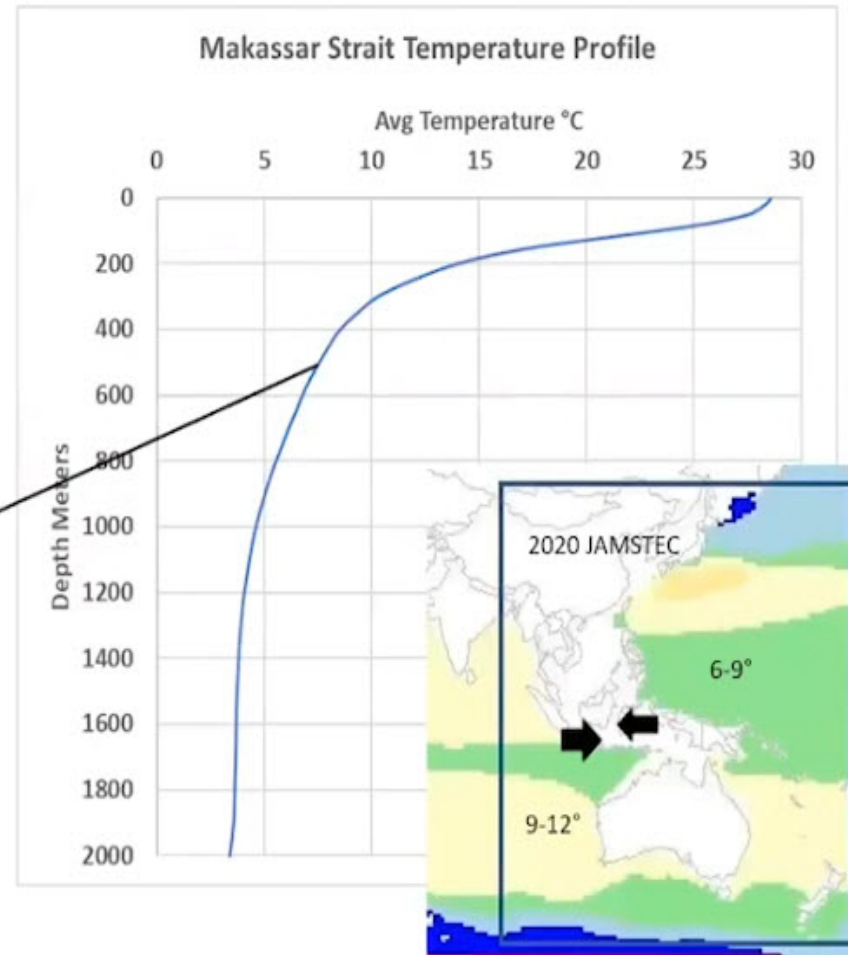 Makassar Strait Temperature Profile
Avg Temperature °C
0 5 10 15 20 25 30
0
200
400
600
800
1000
1200
1400
1600
1800
2000
Depth Meters
2020 JAMSTEC
6-9°
9-12°